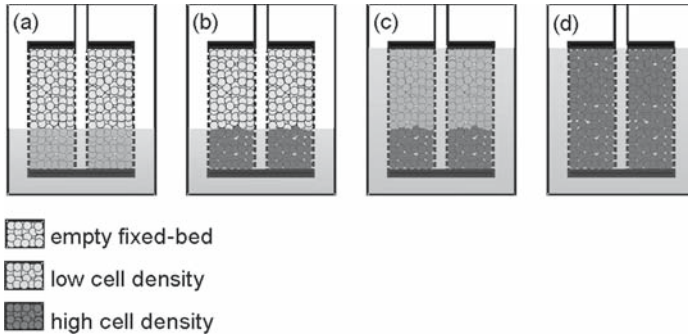 (a) (b) (c) (d)
empty fixed-bed
low cell density
high cell density